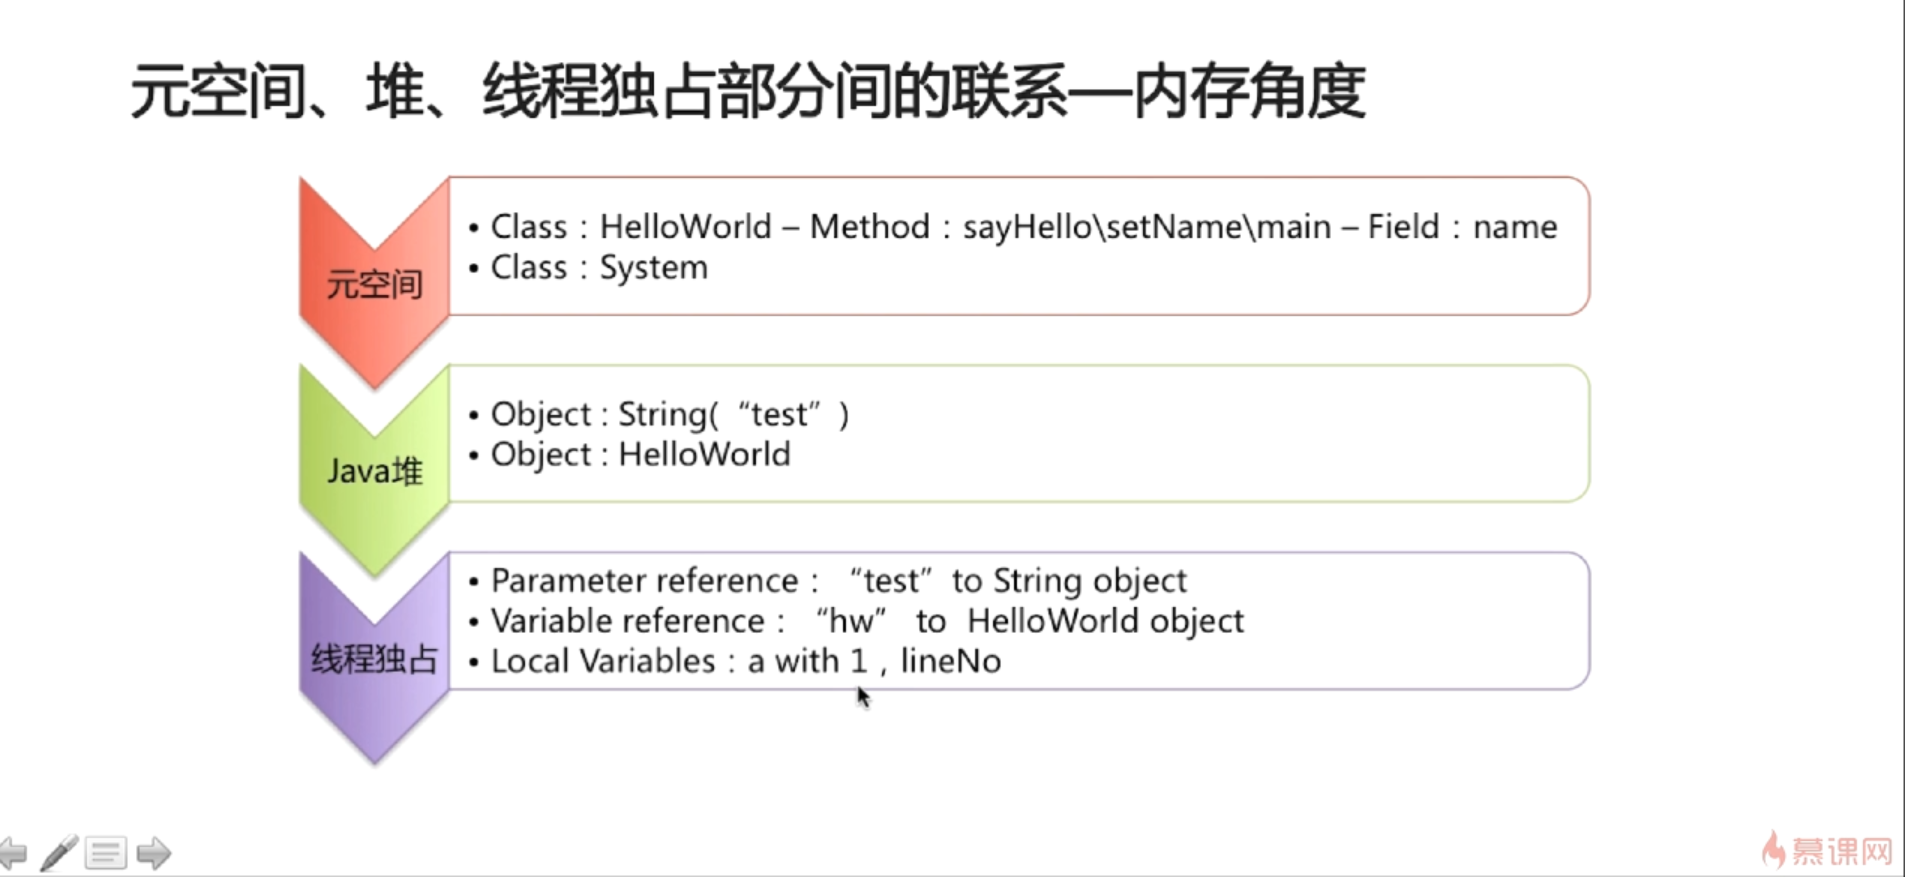 元空间、堆、线程独占部分间的联系—内存角度
元空间
• Class：HelloWorld – Method：sayHello\setName\main – Field：name
• Class：System
Java堆
• Object : String( “test” )
• Object : HelloWorld
线程独占
• Parameter reference： “test” to String object
• Variable reference： “hw” to HelloWorld object
• Local Variables：a with 1，lineNo
慕课网